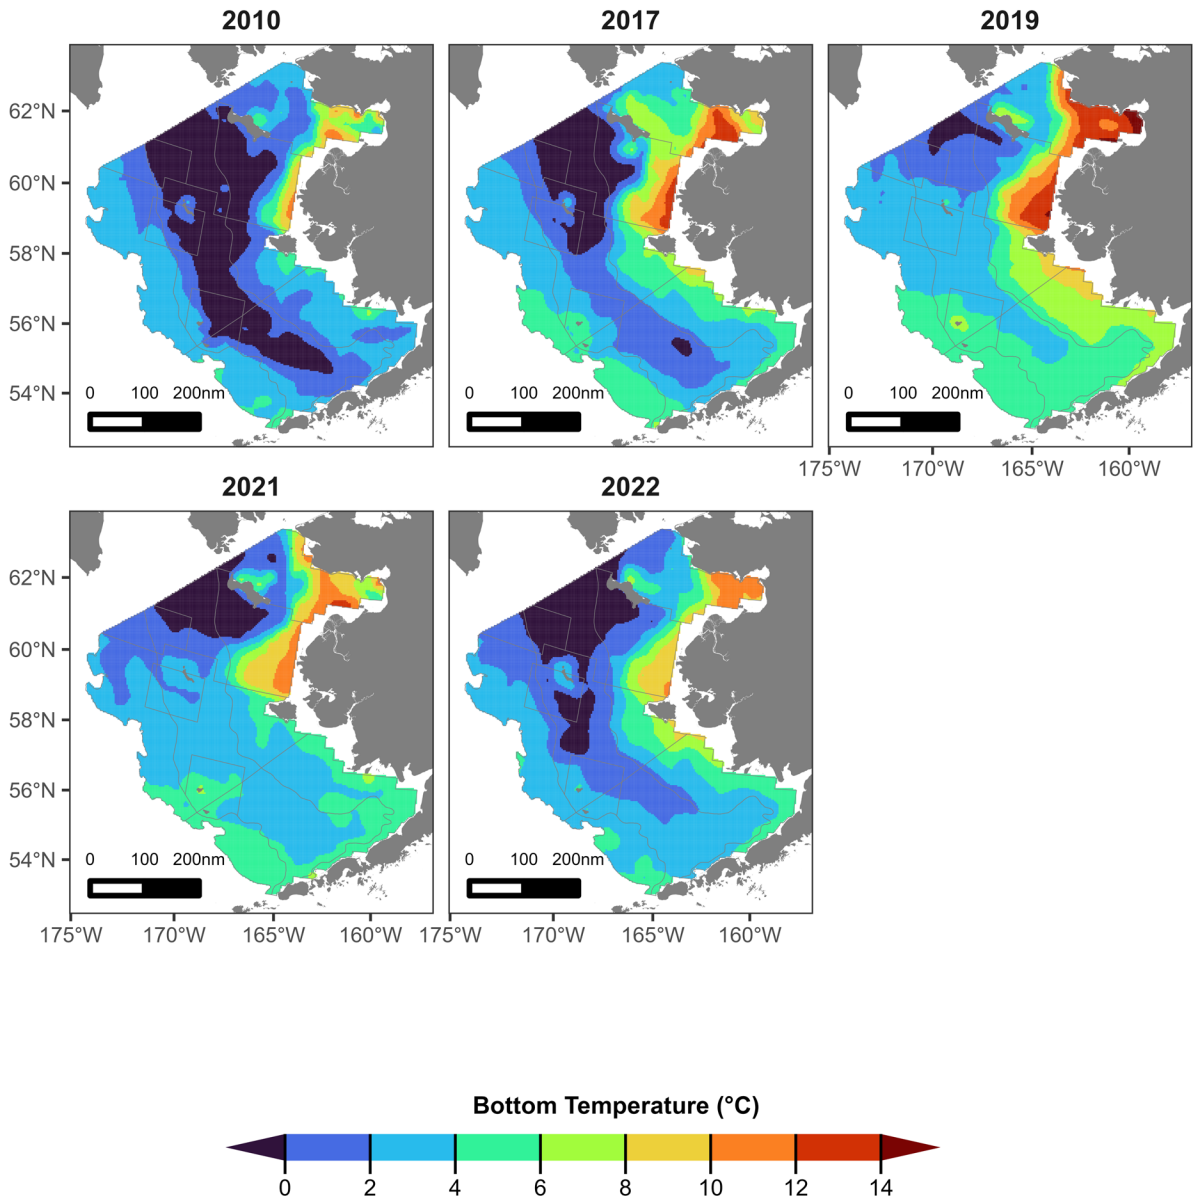 2010 2017 2019
62°N
60°N
58°N
56°N
54°N
0 100 200nm
0 100 200nm
0 100 200nm
175°W 170°W 165°W 160°W
2021 2022
62°N
60°N
58°N
56°N
54°N
0 100 200nm
0 100 200nm
175°W 170°W 165°W 160°W 175°W 170°W 165°W 160°W
Bottom Temperature (°C)
0 2 4 6 8 10 12 14